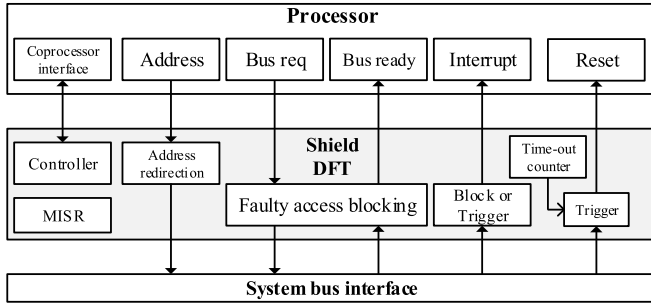 Processor
Coprocessor
interface
Address
Bus req
Bus ready
Interrupt
Reset
Shield
DFT
Controller
Address
redirection
Time-out
counter
MISR
Faulty access blocking
Block or
Trigger
Trigger
System bus interface